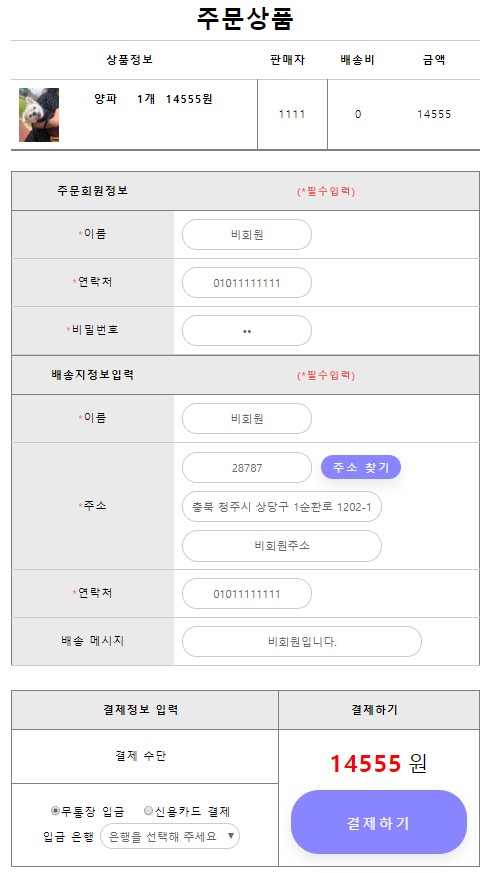 주문상품
상품정보 판매자 배송비 금액
양파 1개 14555원 1111 0 14555
주문회원정보 (*필수입력)
*이름 비회원
*연락처 01011111111
*비밀번호 ••
배송지정보입력 (*필수입력)
*이름 비회원
28787 주소 찾기
*주소 충북 청주시 상당구 1순환로 1202-1
비회원주소
*연락처 01011111111
배송 메시지 비회원입니다.
결제정보 입력 결제하기
결제 수단 14555 원
무통장 입금 신용카드 결제
입금 은행 은행을 선택해 주세요 결제하기